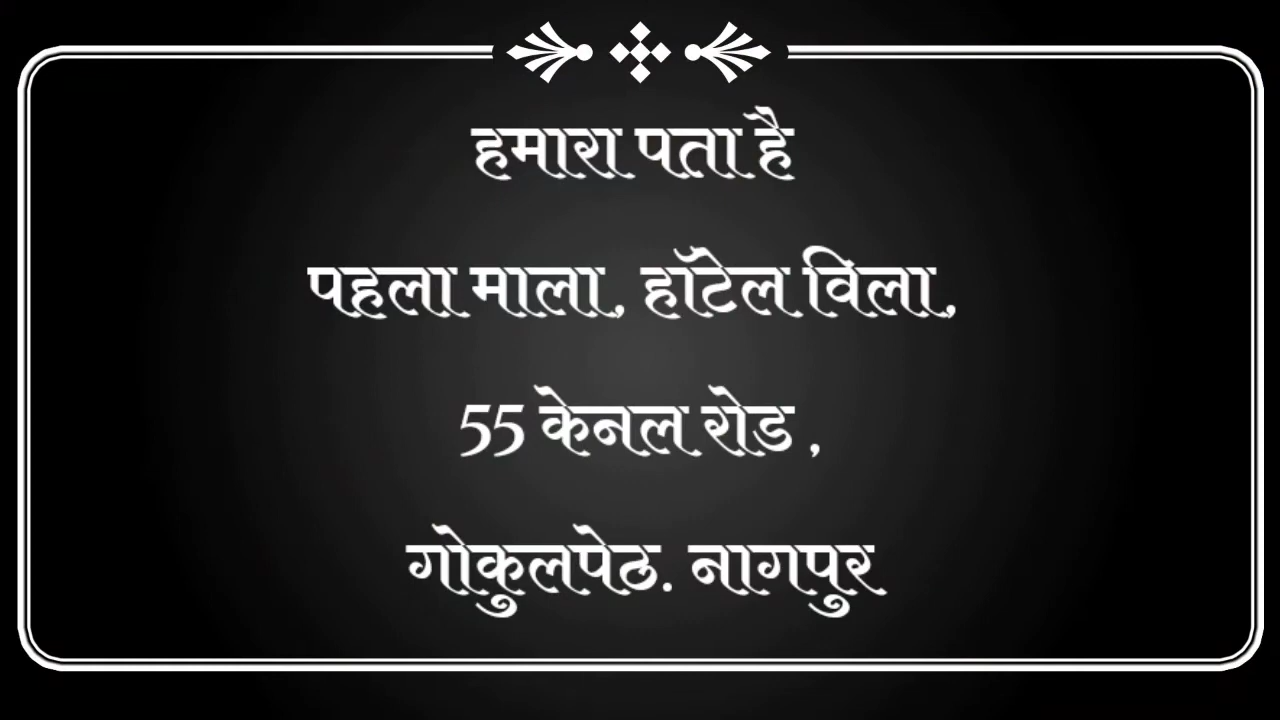 हमारा पता है
पहला माला, हॉटेल विला,
55 केनल रोड ,
गोकुलपेठ. नागपुर